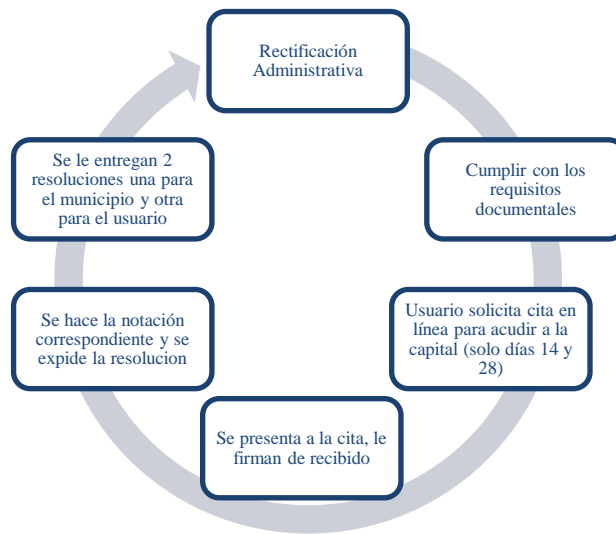 Rectificación
Administrativa
Cumplir con los
requisitos
documentales
Usuario solicita cita en
línea para acudir a la
capital (solo días 14 y
28)
Se presenta a la cita, le
firman de recibido
Se hace la notación
correspondiente y se
expide la resolucion
Se le entregan 2
resoluciones una para
el municipio y otra
para el usuario